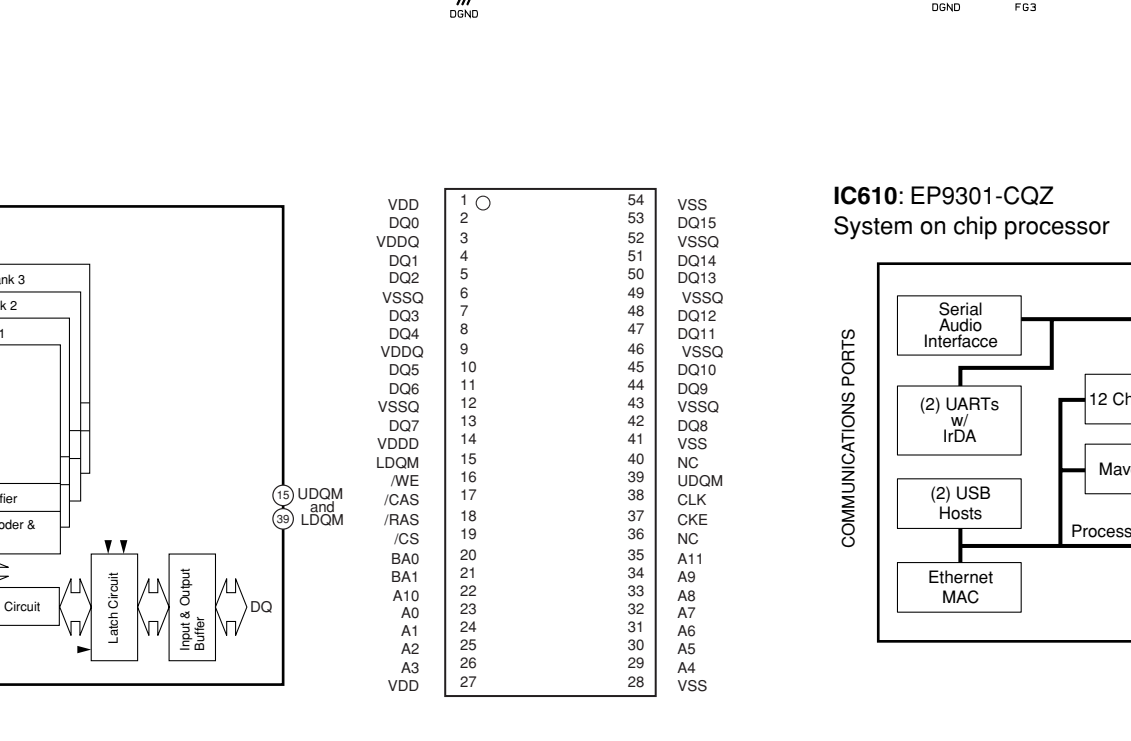 DGND
DGND FG3
nk 3
k 2
1
fier
oder &
Circuit
Latch Circuit
Input & Output
Buffer
DQ
15 UDQM
and
39 LDQM
VDD 1 54 VSS
DQ0 2 53 DQ15
VDDQ 3 52 VSSQ
DQ1 4 51 DQ14
DQ2 5 50 DQ13
VSSQ 6 49 VSSQ
DQ3 7 48 DQ12
DQ4 8 47 DQ11
VDDQ 9 46 VSSQ
DQ5 10 45 DQ10
DQ6 11 44 DQ9
VSSQ 12 43 VSSQ
DQ7 13 42 DQ8
VDDD 14 41 VSS
LDQM 15 40 NC
/WE 16 39 UDQM
/CAS 17 38 CLK
/RAS 18 37 CKE
/CS 19 36 NC
BA0 20 35 A11
BA1 21 34 A9
A10 22 33 A8
A0 23 32 A7
A1 24 31 A6
A2 25 30 A5
A3 26 29 A4
VDD 27 28 VSS
IC610: EP9301-CQZ
System on chip processor
COMMUNICATIONS PORTS
Serial
Audio
Interfacce
(2) UARTs
w/
IrDA
(2) USB
Hosts
Ethernet
MAC
12 Ch
Mav
Process